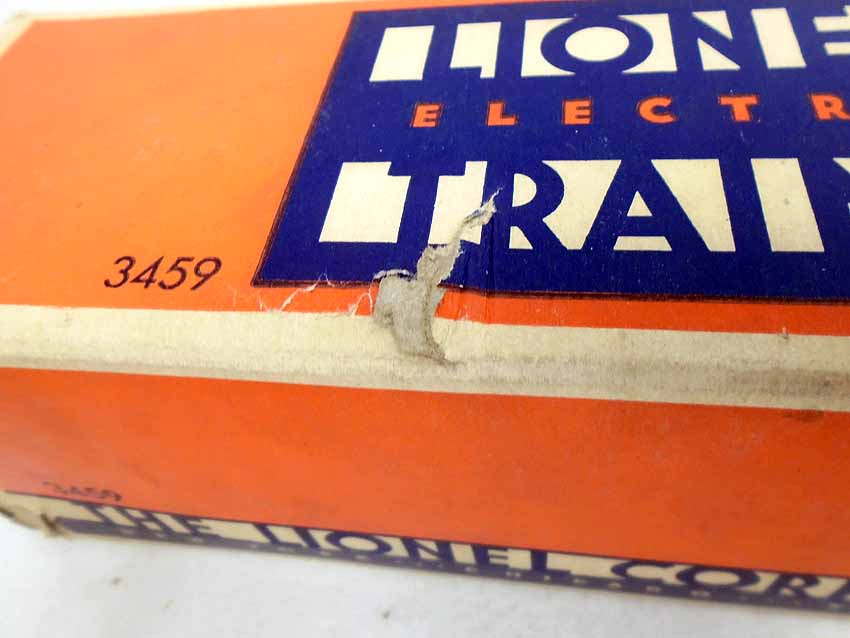 LIONE
ELECTR
TRAI
3459
3459
THE LIONEL CORP